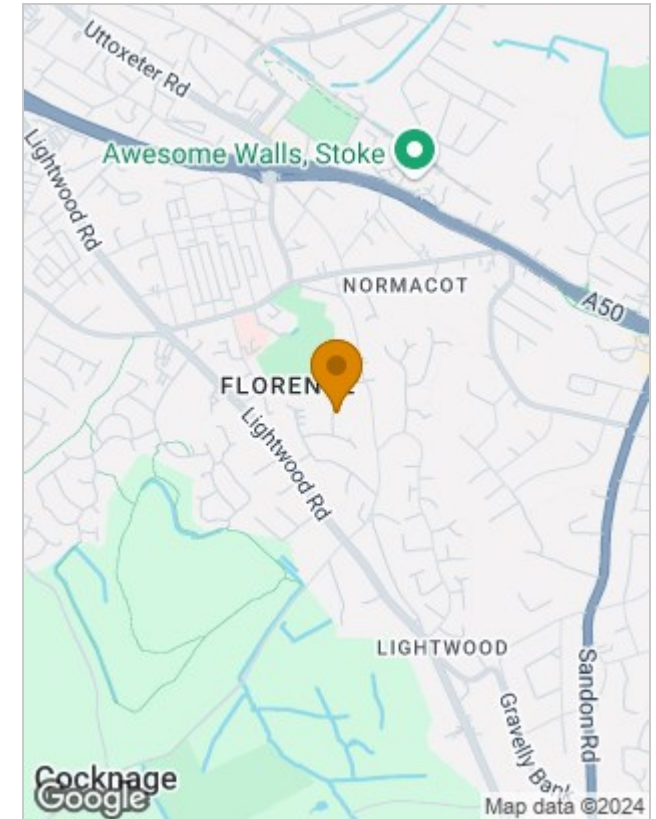 Uttoxeter Rd
Awesome Walls, Stoke
Lightwood Rd
NORMACOT
A50
Lightwood Rd
LIGHTWOOD
Sandon Rd
Gravelly Bank
Cocknage
Google
Map data ©2024